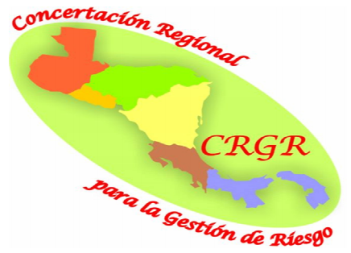 Concertación Regional
CRGR
para la Gestión de Riesgo